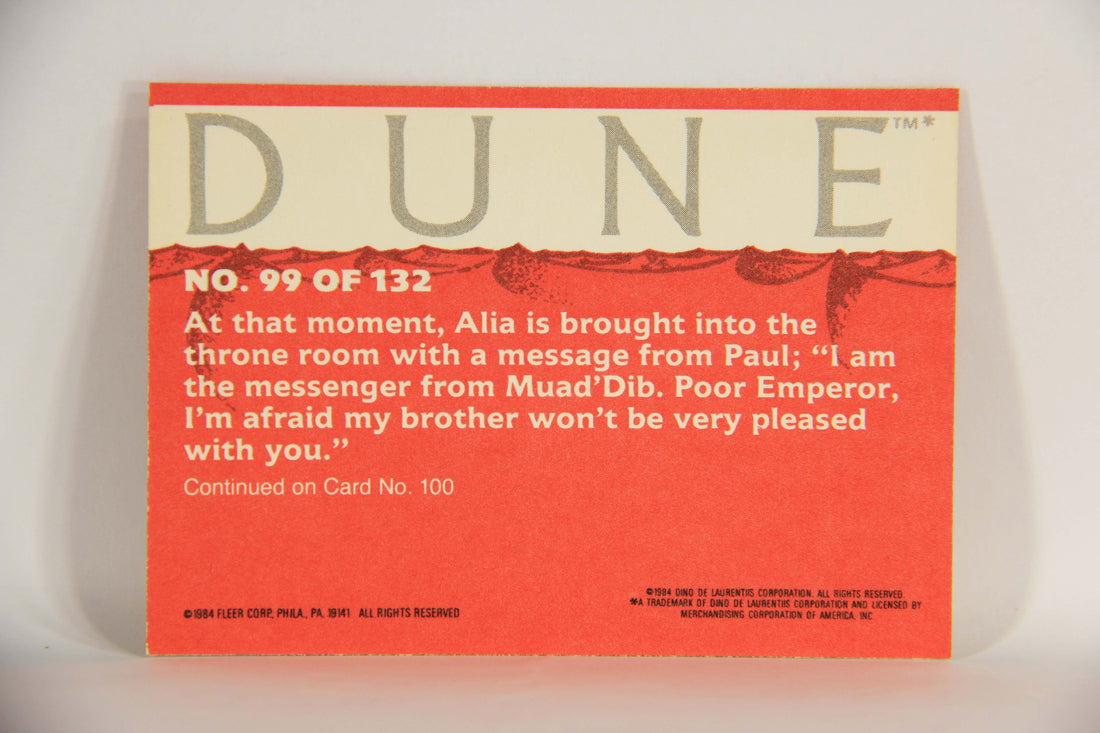 DUNE™*
NO. 99 OF 132
At that moment, Alia is brought into the
throne room with a message from Paul; “I am
the messenger from Muad’Dib. Poor Emperor,
I’m afraid my brother won’t be very pleased
with you.”
Continued on Card No. 100
©1984 FLEER CORP., PHILA., PA. 19141 ALL RIGHTS RESERVED
©1984 DINO DE LAURENTIIS CORPORATION. ALL RIGHTS RESERVED.
*A TRADEMARK OF DINO DE LAURENTIIS CORPORATION AND LICENSED BY
MERCHANDISING CORPORATION OF AMERICA, INC.